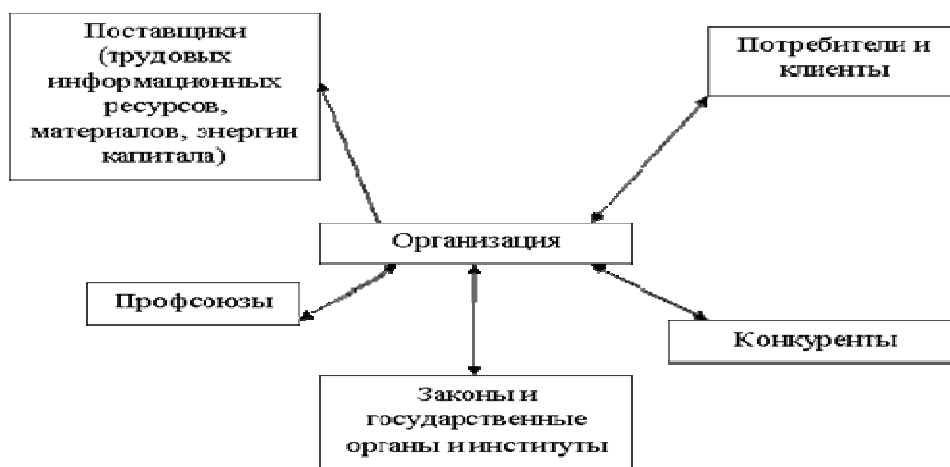 Поставщики
(трудовых
информационных
ресурсов,
материалов, энергии
капитала)
Потребители и
клиенты
Организация
Профсоюзы
Конкуренты
Законы и
государственные
органы и институты